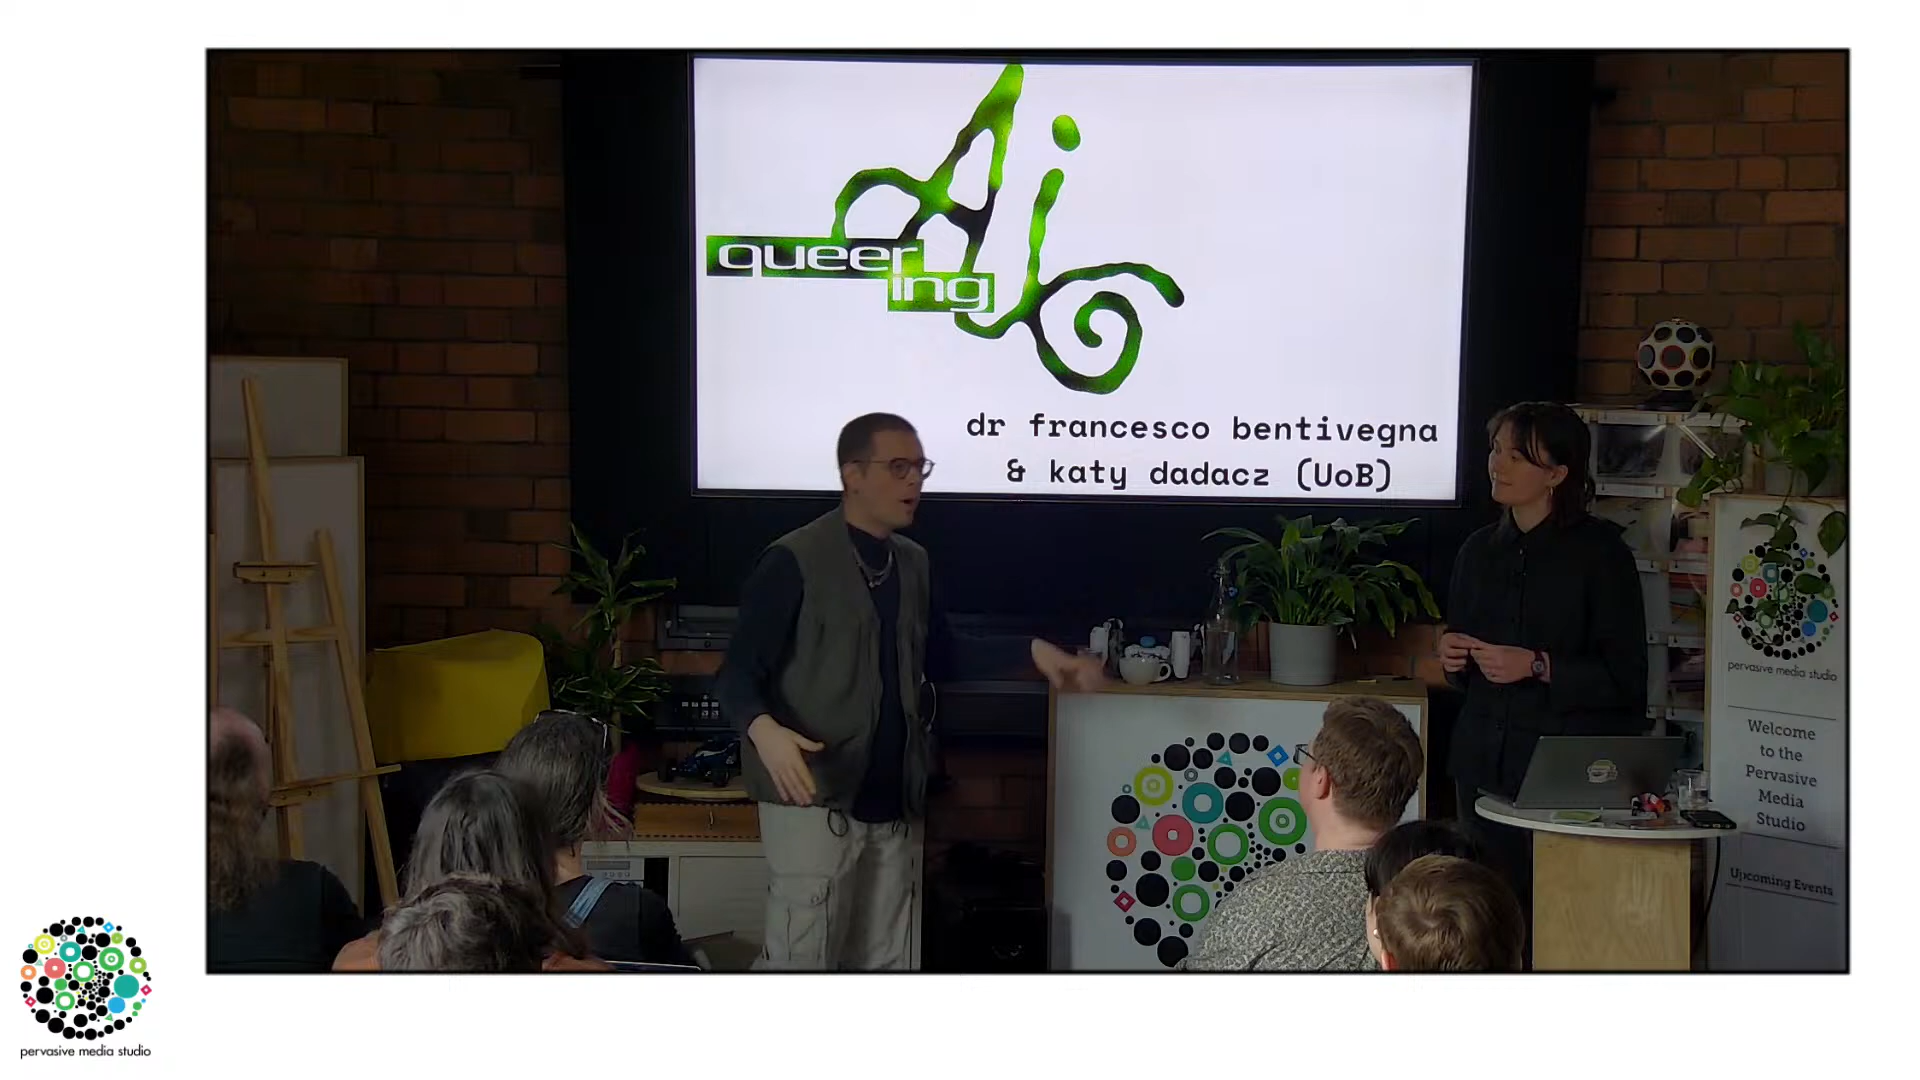 Ai
queer
ing
dr francesco bentivegna
& katy dadacz (UoB)
pervasive media studio
Welcome
to the
Pervasive
Media
Studio
Upcoming Events
pervasive media studio